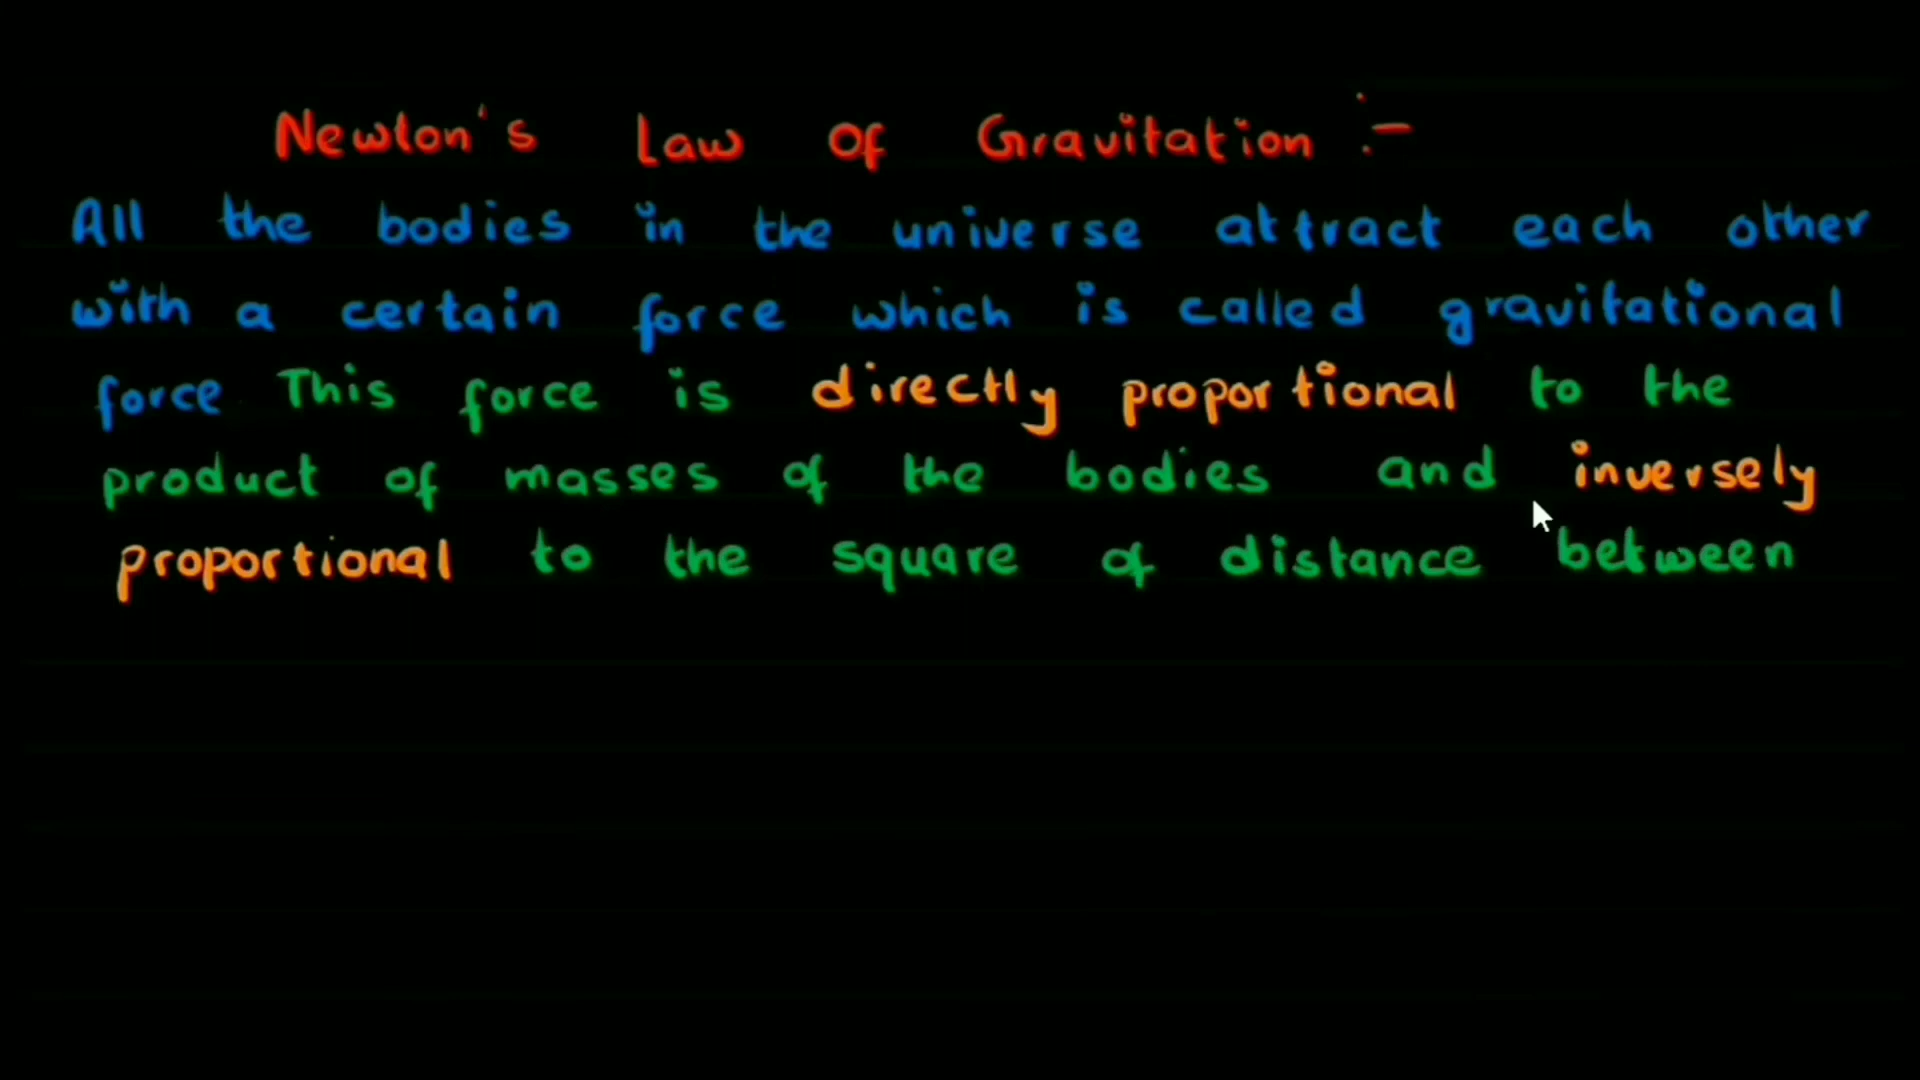 Newton's Law Of Gravitation :-
All the bodies in the universe attract each other
with a certain force which is called gravitational
force This force is directly proportional to the
product of masses of the bodies and inversely
proportional to the square of distance between